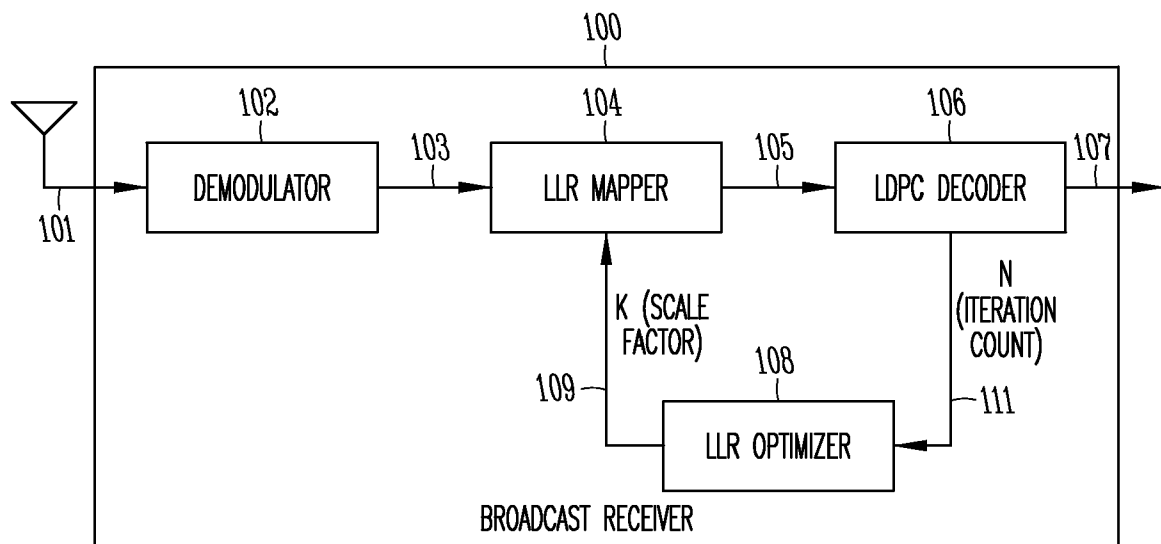 100
102
104
106
107
103
105
DEMODULATOR
LLR MAPPER
LDPC DECODER
101
K (SCALE
FACTOR)
N
(ITERATION
COUNT)
108
109
111
LLR OPTIMIZER
BROADCAST RECEIVER